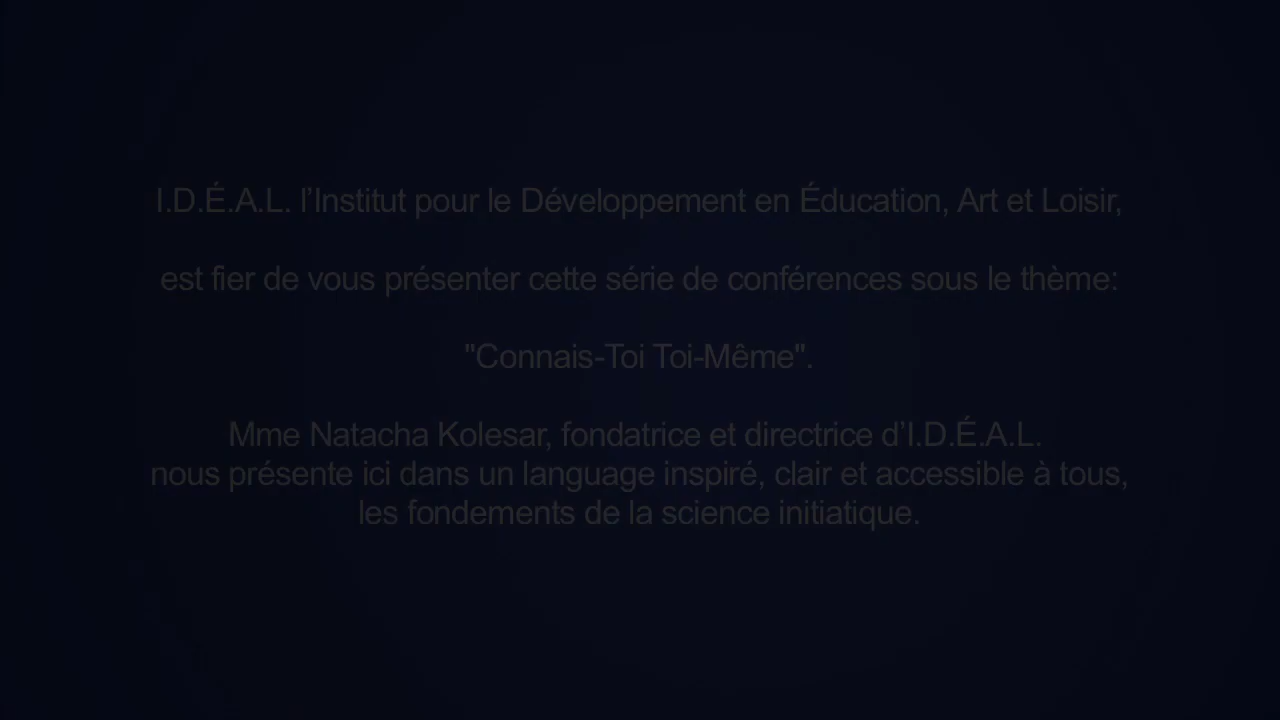 I.D.É.A.L. l'Institut pour le Développement en Éducation, Art et Loisir,
est fier de vous présenter cette série de conférences sous le thème:
"Connais-Toi Toi-Même".
Mme Natacha Kolesar, fondatrice et directrice d'I.D.É.A.L.
nous présente ici dans un language inspiré, clair et accessible à tous,
les fondements de la science initiatique.